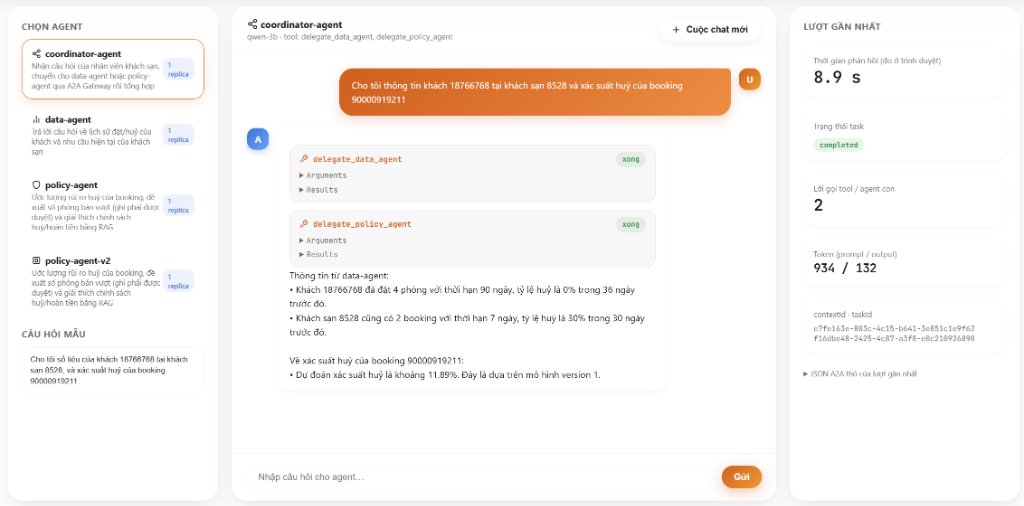 CHỌN AGENT
coordinator-agent
Nhận câu hỏi của nhân viên khách sạn,
chuyển cho data-agent hoặc policy-
agent qua A2A Gateway rồi tổng hợp
1
replica
data-agent
Trả lời câu hỏi về lịch sử đặt/huỷ của
khách và nhu cầu hiện tại của khách
sạn
1
replica
policy-agent
Ước lượng rủi ro huỷ của booking, đề
xuất số phòng bán vượt (ghi phải được
duyệt) và giải thích chính sách
huỷ/hoàn tiền bằng RAG
1
replica
policy-agent-v2
Ước lượng rủi ro huỷ của booking, đề
xuất số phòng bán vượt (ghi phải được
duyệt) và giải thích chính sách
huỷ/hoàn tiền bằng RAG
1
replica
CÂU HỎI MẪU
Cho tôi số liệu của khách 18766768 tại khách
sạn 8528, và xác suất huỷ của booking
90000919211
coordinator-agent
qwen-3b · tool: delegate_data_agent, delegate_policy_agent
+ Cuộc chat mới
Cho tôi thông tin khách 18766768 tại khách sạn 8528 và xác suất huỷ của booking
90000919211
U
A
delegate_data_agent
xong
▶ Arguments
▶ Results
delegate_policy_agent
xong
▶ Arguments
▶ Results
Thông tin từ data-agent:
• Khách 18766768 đã đặt 4 phòng với thời hạn 90 ngày, tỷ lệ huỷ là 0% trong 36 ngày
trước đó.
• Khách sạn 8528 cũng có 2 booking với thời hạn 7 ngày, tỷ lệ huỷ là 30% trong 30 ngày
trước đó.
Về xác suất huỷ của booking 90000919211:
• Dự đoán xác suất huỷ là khoảng 11.89%. Đây là dựa trên mô hình version 1.
Nhập câu hỏi cho agent...
Gửi
LƯỢT GẦN NHẤT
Thời gian phản hồi (đo ở trình duyệt)
8.9 s
Trạng thái task
completed
Lời gọi tool / agent con
2
Token (prompt / output)
934 / 132
contextId · taskId
e7fe163e-803c-4c15-b641-3e851c1e9f62
f16dbe48-2425-4c87-a3f8-e0c210926890
▶ JSON A2A thô của lượt gần nhất